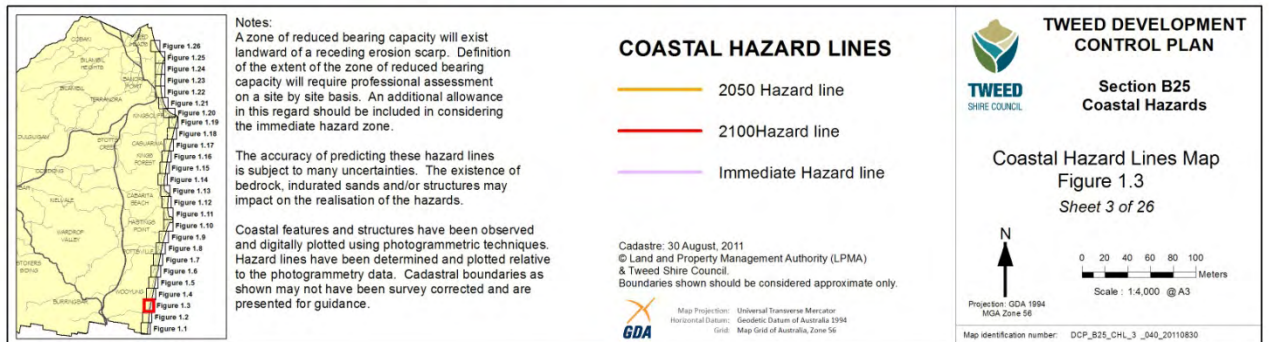 Notes:
A zone of reduced bearing capacity will exist
landward of a receding erosion scarp. Definition
of the extent of the zone of reduced bearing
capacity will require professional assessment
on a site by site basis. An additional allowance
in this regard should be included in considering
the immediate hazard zone.
The accuracy of predicting these hazard lines
is subject to many uncertainties. The existence of
bedrock, indurated sands and/or structures may
impact on the realisation of the hazards.
Coastal features and structures have been observed
and digitally plotted using photogrammetric techniques.
Hazard lines have been determined and plotted relative
to the photogrammetry data. Cadastral boundaries as
shown may not have been survey corrected and are
presented for guidance.
Figure 1.26
Figure 1.25
Figure 1.24
Figure 1.23
Figure 1.22
Figure 1.21
Figure 1.20
Figure 1.19
Figure 1.18
Figure 1.17
Figure 1.16
Figure 1.15
Figure 1.14
Figure 1.13
Figure 1.12
Figure 1.11
Figure 1.10
Figure 1.9
Figure 1.8
Figure 1.7
Figure 1.6
Figure 1.5
Figure 1.4
Figure 1.3
Figure 1.2
Figure 1.1
COBAKI
BILAMBIL
HEIGHTS
TERRANORA
KINGS
FOREST
CABARITA
BEACH
WARDROP
VALLEY
COASTAL HAZARD LINES
2050 Hazard line
2100Hazard line
Immediate Hazard line
Cadastre: 30 August, 2011
© Land and Property Management Authority (LPMA)
& Tweed Shire Council.
Boundaries shown should be considered approximate only.
GDA
Map Projection: Universal Transverse Mercator
Horizontal Datum: Geodetic Datum of Australia 1994
Grid: Map Grid of Australia, Zone 56
TWEED
SHIRE COUNCIL
TWEED DEVELOPMENT
CONTROL PLAN
Section B25
Coastal Hazards
Coastal Hazard Lines Map
Figure 1.3
Sheet 3 of 26
N
Projection: GDA 1994
MGA Zone 56
0 20 40 60 80 100
Meters
Scale : 1:4,000 @ A3
Map identification number: DCP_B25_CHL_3 _040_20110830